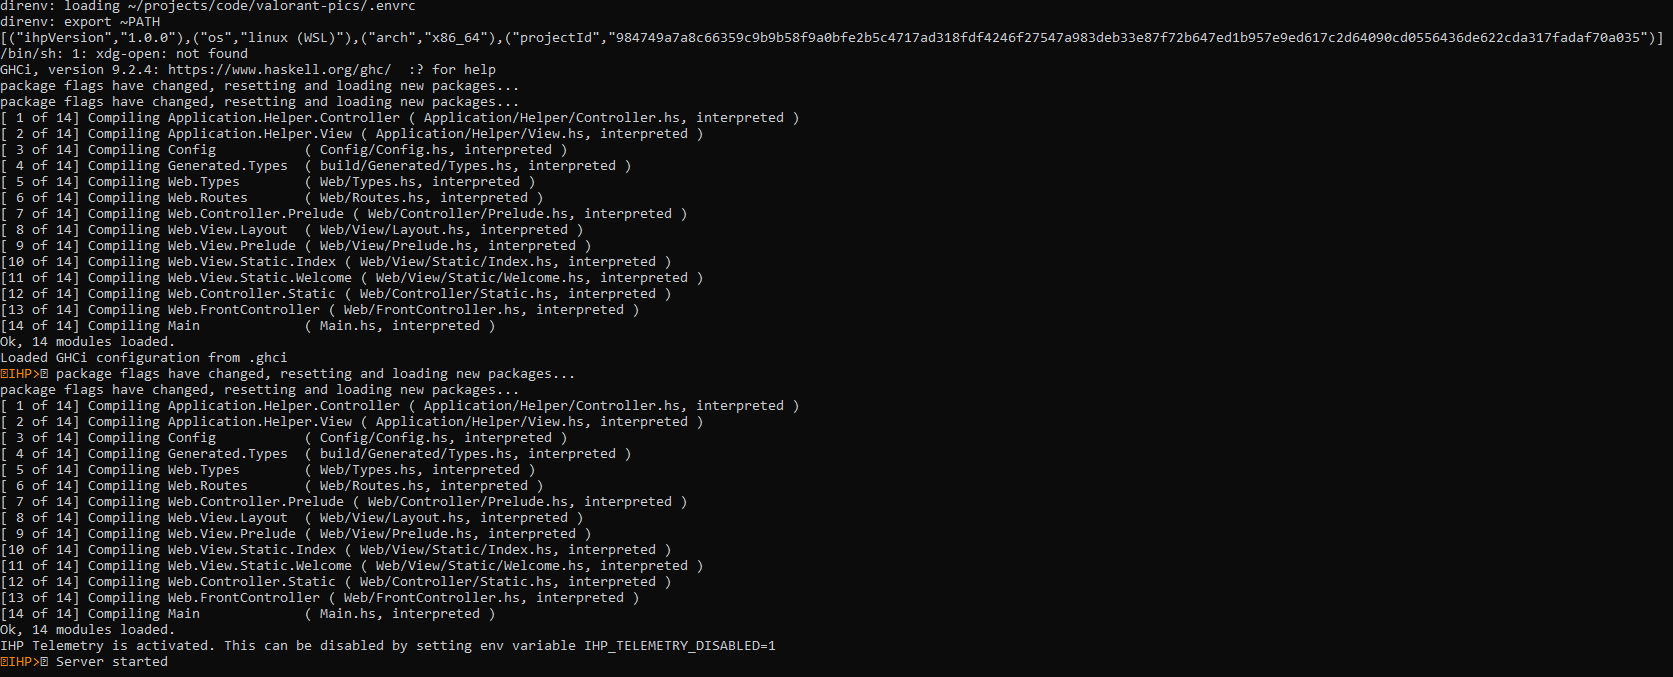 direnv: loading ~/projects/code/valorant-pics/.envrc
direnv: export ~PATH
[("ihpVersion","1.0.0"),("os","linux (WSL)"),("arch","x86_64"),("projectId","984749a7a8c66359c9b9b58f9a0bfe2b5c4717ad318fdf4246f27547a983deb33e87f72b647ed1b957e9ed617c2d64090cd0556436de622cda317fadaf70a035")]
/bin/sh: 1: xdg-open: not found
GHCi, version 9.2.4: https://www.haskell.org/ghc/  :? for help
package flags have changed, resetting and loading new packages...
package flags have changed, resetting and loading new packages...
[ 1 of 14] Compiling Application.Helper.Controller ( Application/Helper/Controller.hs, interpreted )
[ 2 of 14] Compiling Application.Helper.View ( Application/Helper/View.hs, interpreted )
[ 3 of 14] Compiling Config           ( Config/Config.hs, interpreted )
[ 4 of 14] Compiling Generated.Types  ( build/Generated/Types.hs, interpreted )
[ 5 of 14] Compiling Web.Types        ( Web/Types.hs, interpreted )
[ 6 of 14] Compiling Web.Routes       ( Web/Routes.hs, interpreted )
[ 7 of 14] Compiling Web.Controller.Prelude ( Web/Controller/Prelude.hs, interpreted )
[ 8 of 14] Compiling Web.View.Layout  ( Web/View/Layout.hs, interpreted )
[ 9 of 14] Compiling Web.View.Prelude ( Web/View/Prelude.hs, interpreted )
[10 of 14] Compiling Web.View.Static.Index ( Web/View/Static/Index.hs, interpreted )
[11 of 14] Compiling Web.View.Static.Welcome ( Web/View/Static/Welcome.hs, interpreted )
[12 of 14] Compiling Web.Controller.Static ( Web/Controller/Static.hs, interpreted )
[13 of 14] Compiling Web.FrontController ( Web/FrontController.hs, interpreted )
[14 of 14] Compiling Main             ( Main.hs, interpreted )
Ok, 14 modules loaded.
Loaded GHCi configuration from .ghci
IHP> package flags have changed, resetting and loading new packages...
package flags have changed, resetting and loading new packages...
[ 1 of 14] Compiling Application.Helper.Controller ( Application/Helper/Controller.hs, interpreted )
[ 2 of 14] Compiling Application.Helper.View ( Application/Helper/View.hs, interpreted )
[ 3 of 14] Compiling Config           ( Config/Config.hs, interpreted )
[ 4 of 14] Compiling Generated.Types  ( build/Generated/Types.hs, interpreted )
[ 5 of 14] Compiling Web.Types        ( Web/Types.hs, interpreted )
[ 6 of 14] Compiling Web.Routes       ( Web/Routes.hs, interpreted )
[ 7 of 14] Compiling Web.Controller.Prelude ( Web/Controller/Prelude.hs, interpreted )
[ 8 of 14] Compiling Web.View.Layout  ( Web/View/Layout.hs, interpreted )
[ 9 of 14] Compiling Web.View.Prelude ( Web/View/Prelude.hs, interpreted )
[10 of 14] Compiling Web.View.Static.Index ( Web/View/Static/Index.hs, interpreted )
[11 of 14] Compiling Web.View.Static.Welcome ( Web/View/Static/Welcome.hs, interpreted )
[12 of 14] Compiling Web.Controller.Static ( Web/Controller/Static.hs, interpreted )
[13 of 14] Compiling Web.FrontController ( Web/FrontController.hs, interpreted )
[14 of 14] Compiling Main             ( Main.hs, interpreted )
Ok, 14 modules loaded.
IHP Telemetry is activated. This can be disabled by setting env variable IHP_TELEMETRY_DISABLED=1
IHP> Server started